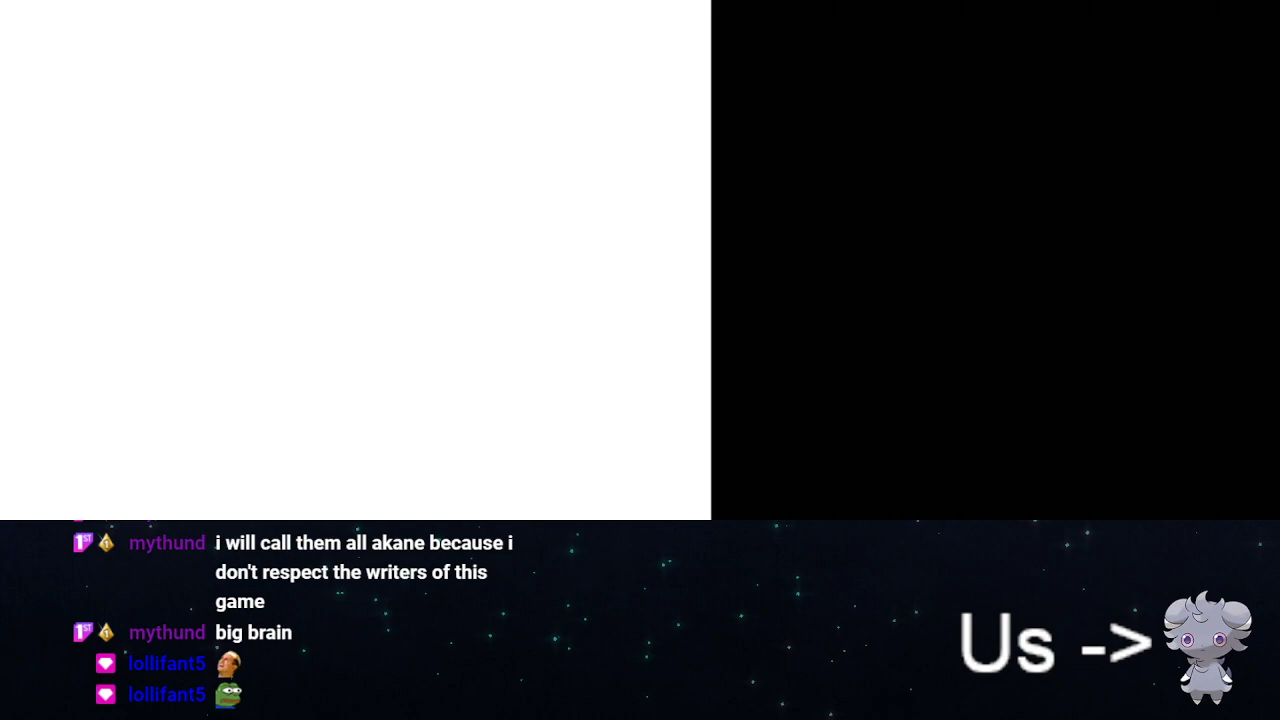 mythund i will call them all akane because i
don't respect the writers of this
game
mythund big brain
lollifant5
lollifant5
Us ->